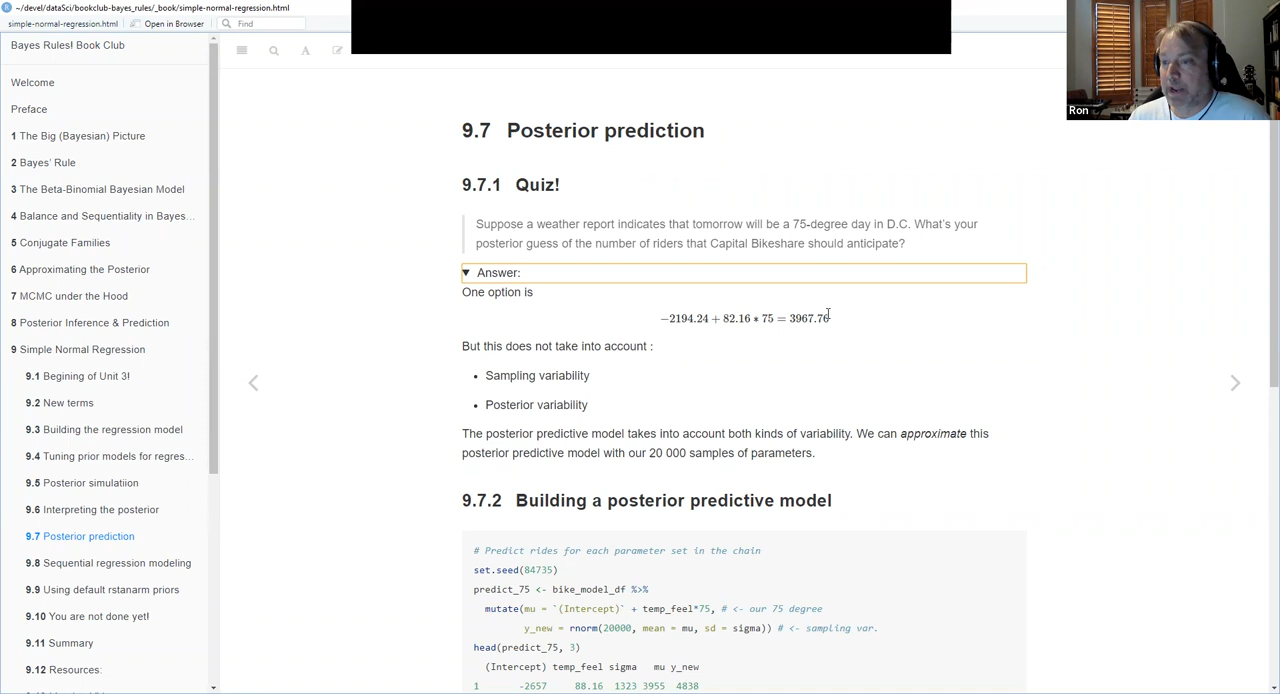 ~/devel/dataSci/bookclub-bayes_rules/_book/simple-normal-regression.html
simple-normal-regression.html
Open in Browser
Find
Bayes Rules! Book Club
Welcome
Preface
1 The Big (Bayesian) Picture
2 Bayes’ Rule
3 The Beta-Binomial Bayesian Model
4 Balance and Sequentiality in Bayes…
5 Conjugate Families
6 Approximating the Posterior
7 MCMC under the Hood
8 Posterior Inference & Prediction
9 Simple Normal Regression
9.1 Begining of Unit 3!
9.2 New terms
9.3 Building the regression model
9.4 Tuning prior models for regres…
9.5 Posterior simulatiion
9.6 Interpreting the posterior
9.7 Posterior prediction
9.8 Sequential regression modeling
9.9 Using default rstanarm priors
9.10 You are not done yet!
9.11 Summary
9.12 Resources:
A
Ron
9.7 Posterior prediction
9.7.1 Quiz!
Suppose a weather report indicates that tomorrow will be a 75-degree day in D.C. What’s your
posterior guess of the number of riders that Capital Bikeshare should anticipate?
Answer:
One option is
−2194.24 + 82.16 ∗ 75 = 3967.76
But this does not take into account :
• Sampling variability
• Posterior variability
The posterior predictive model takes into account both kinds of variability. We can approximate this
posterior predictive model with our 20 000 samples of parameters.
9.7.2 Building a posterior predictive model
# Predict rides for each parameter set in the chain
set.seed(84735)
predict_75 <- bike_model_df %>%
mutate(mu = `(Intercept)` + temp_feel*75, # <- our 75 degree
y_new = rnorm(20000, mean = mu, sd = sigma)) # <- sampling var.
head(predict_75, 3)
(Intercept) temp_feel sigma mu y_new
1 -2657 88.16 1323 3955 4838